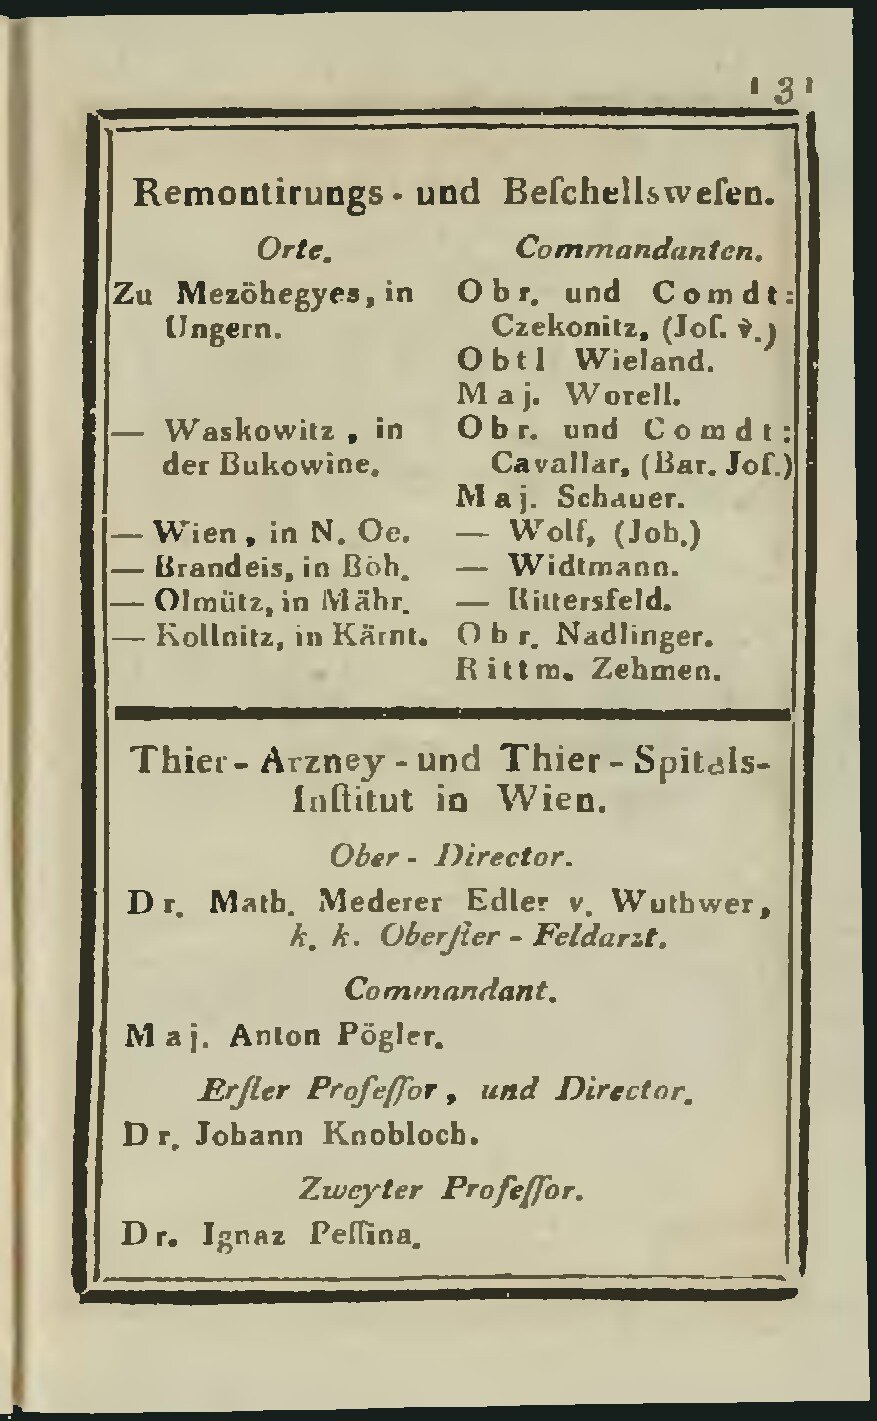 131
Remontirungs- und Beſchellsweſen.
Orte. Commandanten.
Zu Mezöhegyes, in Obr. und Comdt:
Ungern. Czekonitz, (Joſ. v.)
Obtl Wieland.
Maj. Worell.
— Waskowitz, in Obr. und Comdt:
der Bukowine. Cavallar, (Bar. Joſ.)
Maj. Schauer.
— Wien, in N. Oe. — Wolf, (Joh.)
— Brandeis, in Böh. — Widtmann.
— Olmütz, in Mähr. — Rittersfeld.
— Kollnitz, in Kärnt. Obr. Nadlinger.
Rittm. Zehmen.
Thier-Arzney-und Thier-Spitals-
Inſtitut in Wien.
Ober-Director.
Dr. Math. Mederer Edler v. Wuthwer,
k. k. Oberſter-Feldarzt.
Commandant.
Maj. Anton Pögler.
Erſter Profeſſor, und Director.
Dr. Johann Knobloch.
Zweyter Profeſſor.
Dr. Ignaz Peſſina.